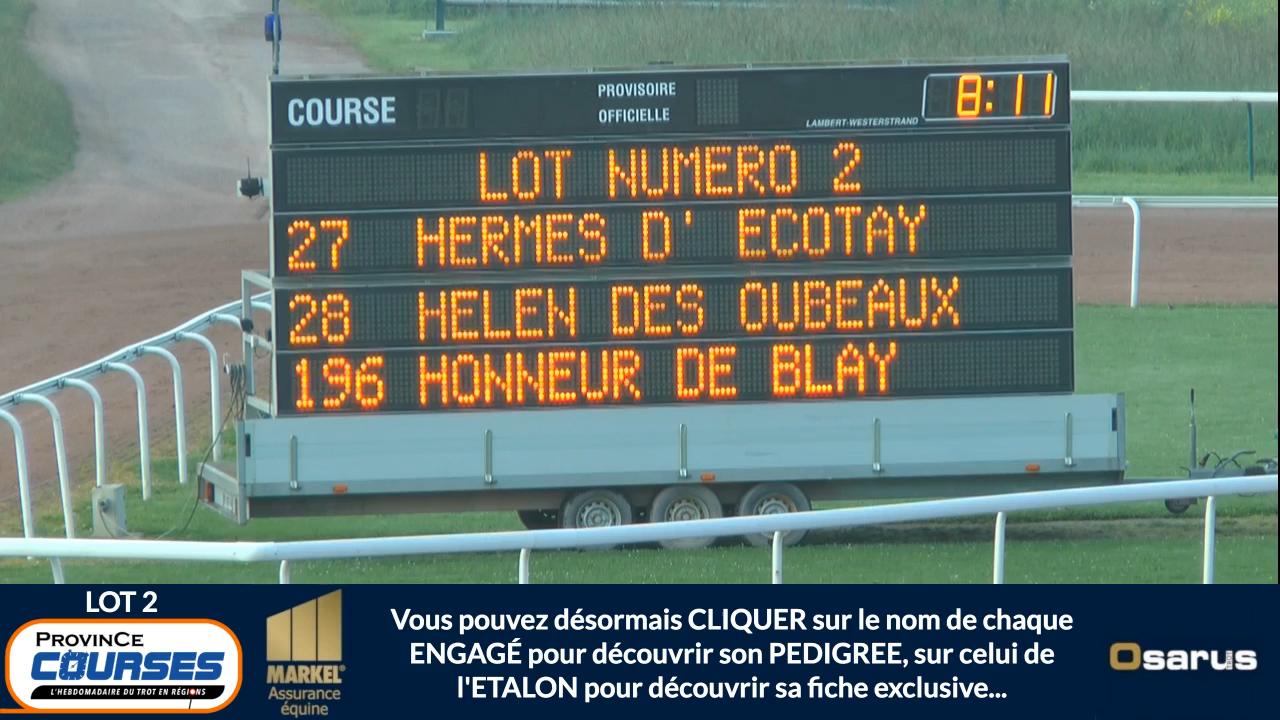 COURSE
PROVISOIRE
OFFICIELLE
LAMBERT-WESTERSTRAND
8:11
LOT NUMERO 2
27 HERMES D' ECOTAY
28 HELEN DES OUBEAUX
196 HONNEUR DE BLAY
LOT 2
PROVINCE
COURSES
L'HEBDOMADAIRE DU TROT EN RÉGIONS
MARKEL®
Assurance
équine
Vous pouvez désormais CLIQUER sur le nom de chaque
ENGAGÉ pour découvrir son PEDIGREE, sur celui de
l'ETALON pour découvrir sa fiche exclusive...
Osarus